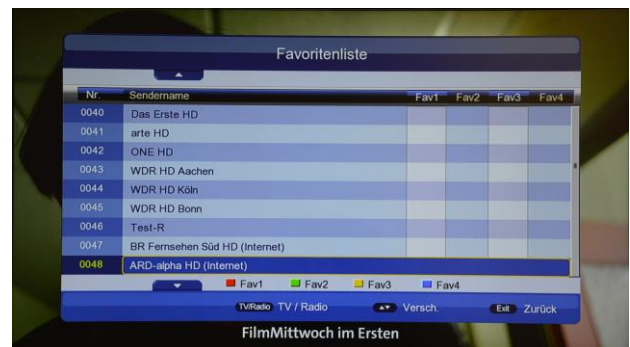 Favoritenliste
Nr. Sendername Fav1 Fav2 Fav3 Fav4
0040 Das Erste HD
0041 arte HD
0042 ONE HD
0043 WDR HD Aachen
0044 WDR HD Köln
0045 WDR HD Bonn
0046 Test-R
0047 BR Fernsehen Süd HD (Internet)
0048 ARD-alpha HD (Internet)
Fav1 Fav2 Fav3 Fav4
TV/Radio TV / Radio Versch. Exit Zurück
FilmMittwoch im Ersten